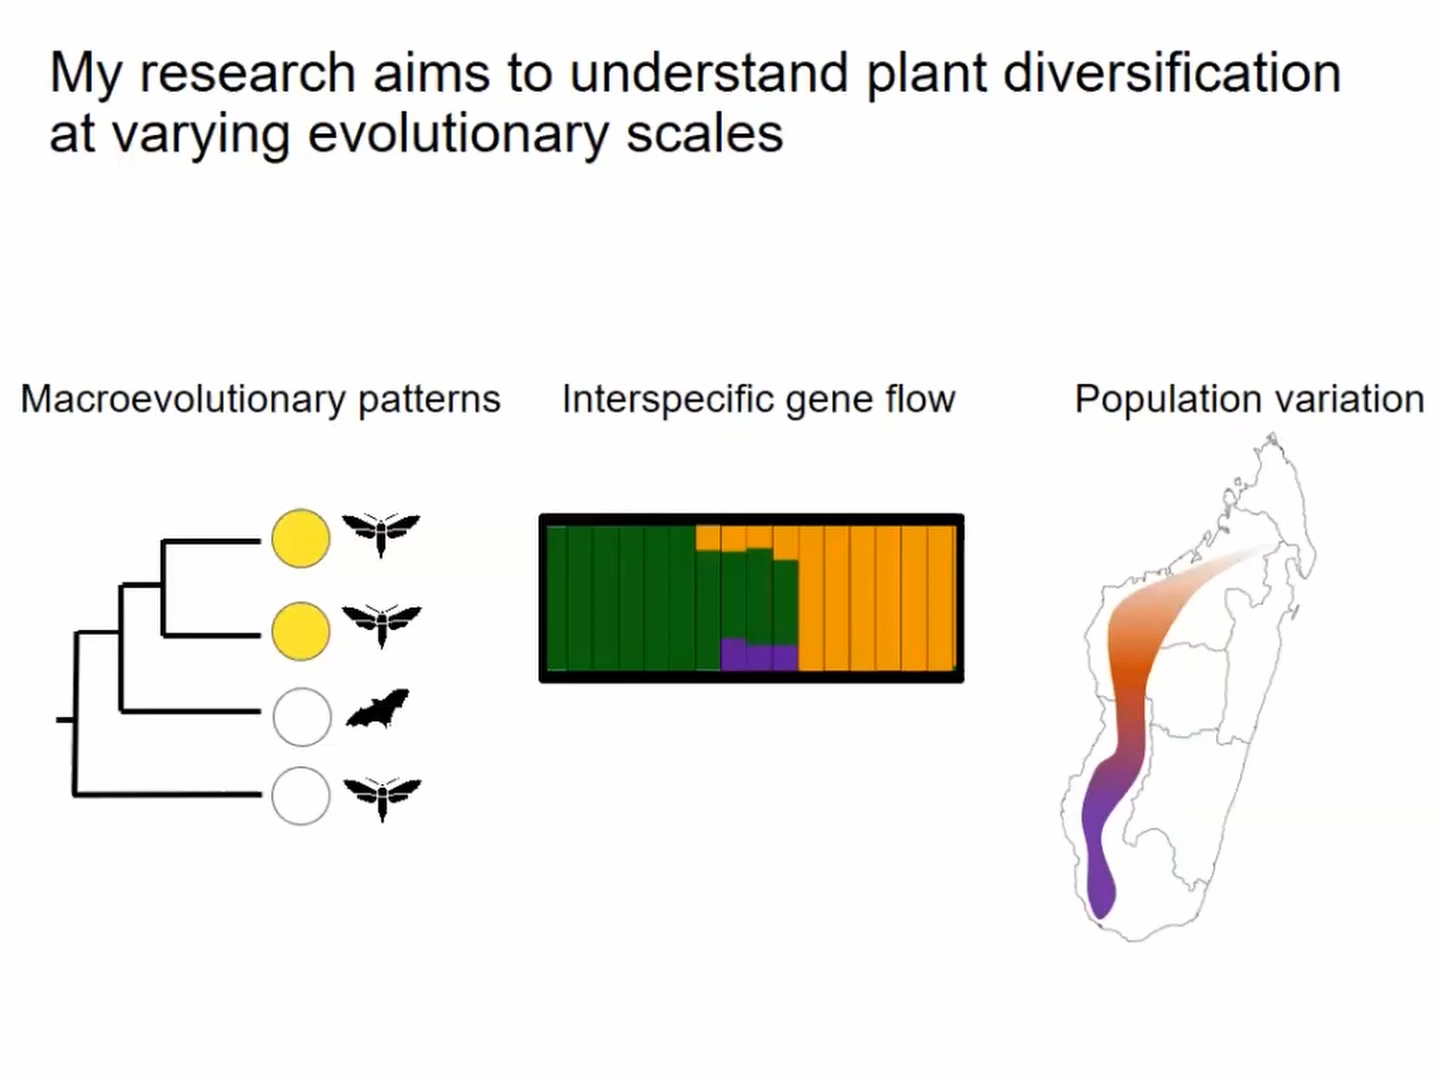 My research aims to understand plant diversification
at varying evolutionary scales
Macroevolutionary patterns
Interspecific gene flow
Population variation